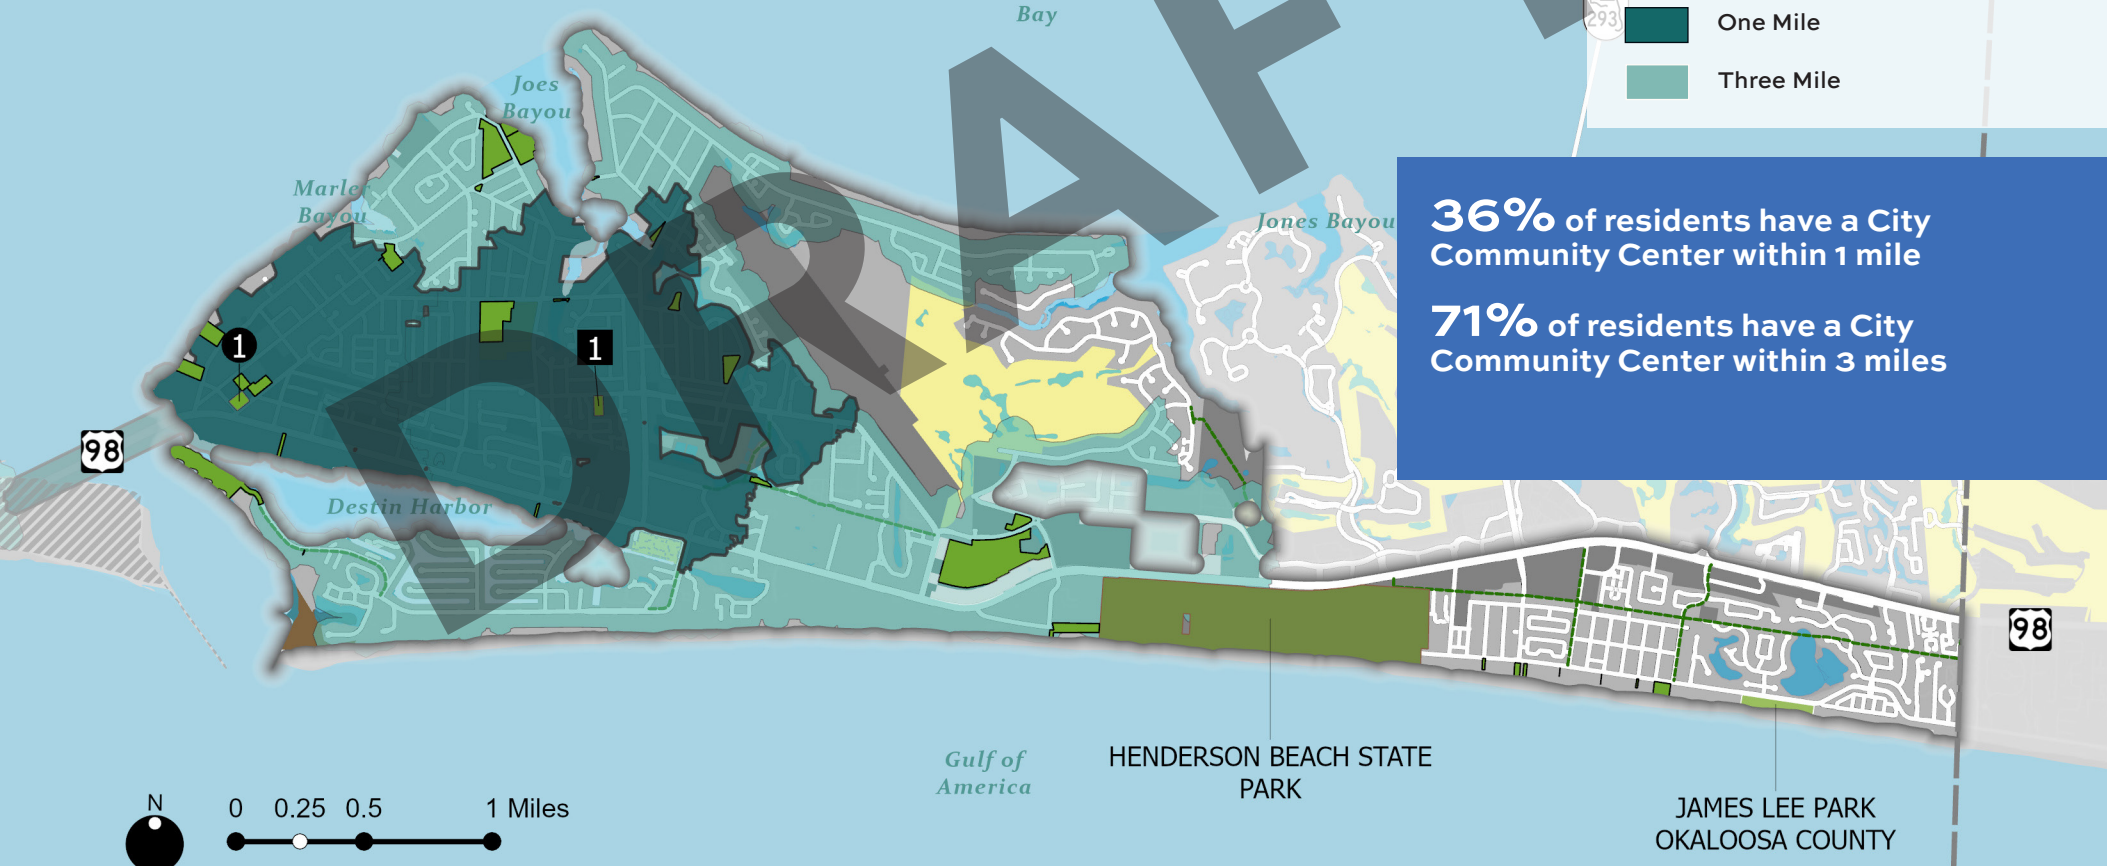 Bay
293
One Mile
Three Mile
Joes
Bayou
Marler
Bayou
Jones Bayou
36% of residents have a City
Community Center within 1 mile
71% of residents have a City
Community Center within 3 miles
1
1
98
Destin Harbor
98
DRAF
Gulf of
America
HENDERSON BEACH STATE
PARK
JAMES LEE PARK
OKALOOSA COUNTY
N
0 0.25 0.5 1 Miles